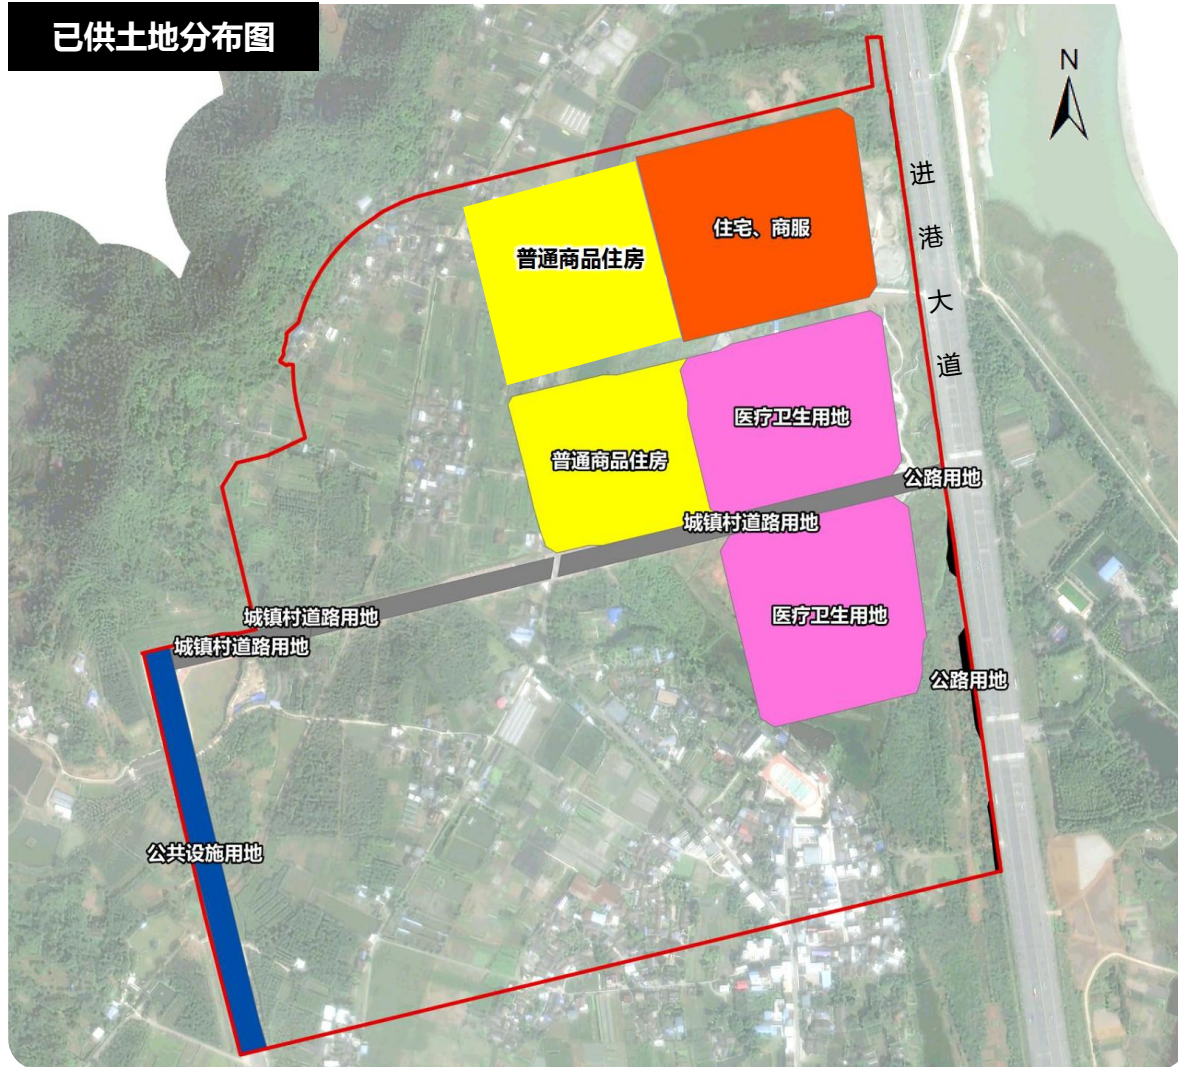 已供土地分布图
N
进
港
大
道
住宅、商服
普通商品住房
医疗卫生用地
普通商品住房
公路用地
城镇村道路用地
医疗卫生用地
城镇村道路用地
城镇村道路用地
公路用地
公共设施用地